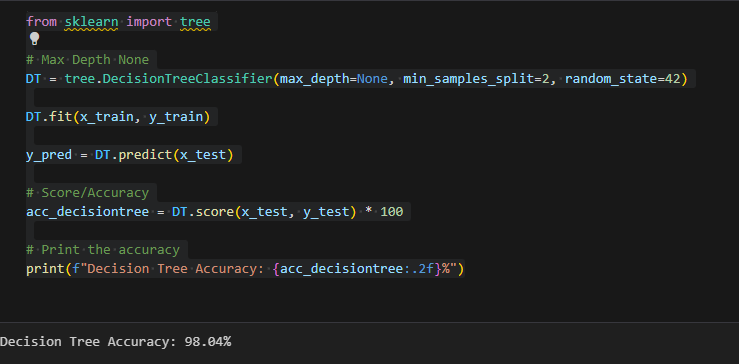 from sklearn import tree
# Max Depth None
DT = tree.DecisionTreeClassifier(max_depth=None, min_samples_split=2, random_state=42)
DT.fit(x_train, y_train)
y_pred = DT.predict(x_test)
# Score/Accuracy
acc_decisiontree = DT.score(x_test, y_test) * 100
# Print the accuracy
print(f"Decision Tree Accuracy: {acc_decisiontree:.2f}%")
Decision Tree Accuracy: 98.04%